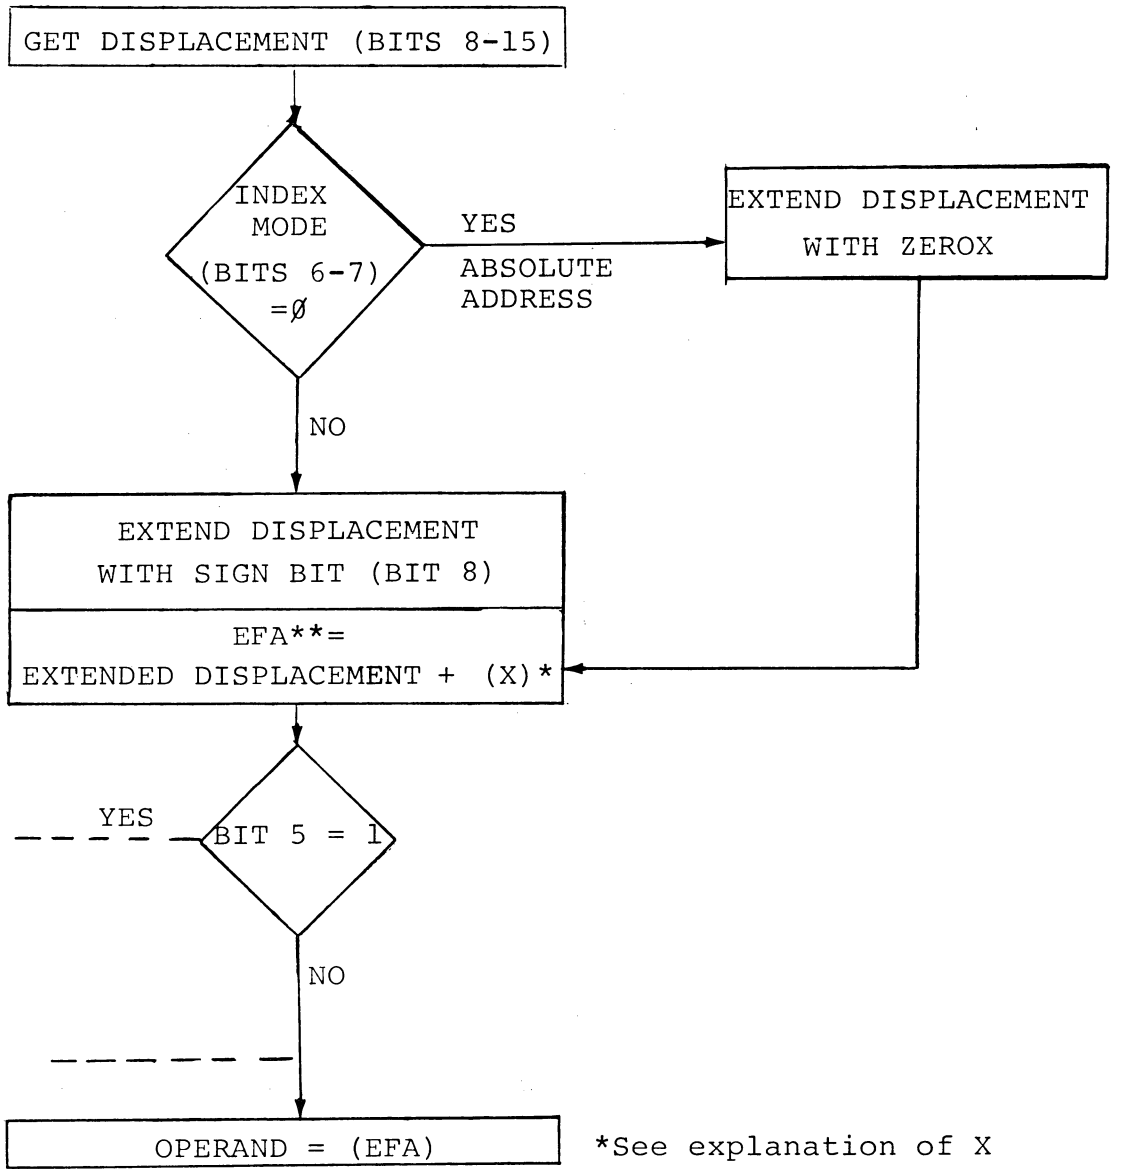 GET DISPLACEMENT (BITS 8-15)
INDEX
MODE
(BITS 6-7)
=Ø
YES
ABSOLUTE
ADDRESS
EXTEND DISPLACEMENT
WITH ZEROX
NO
EXTEND DISPLACEMENT
WITH SIGN BIT (BIT 8)
EFA**=
EXTENDED DISPLACEMENT + (X)*
YES
BIT 5 = 1
NO
OPERAND = (EFA)
*See explanation of X